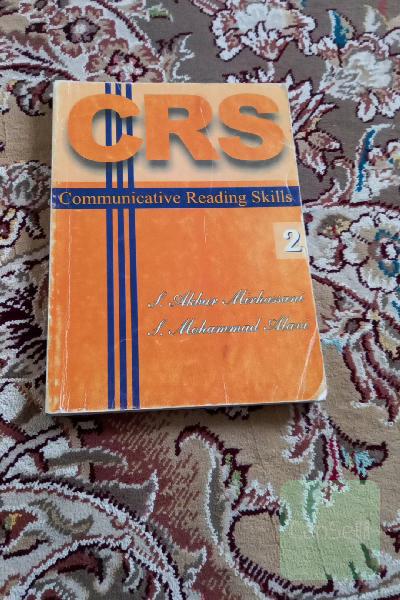 CRS
Communicative Reading Skills
2
S. Akbar Mirhassani
S. Mohammad Alavi